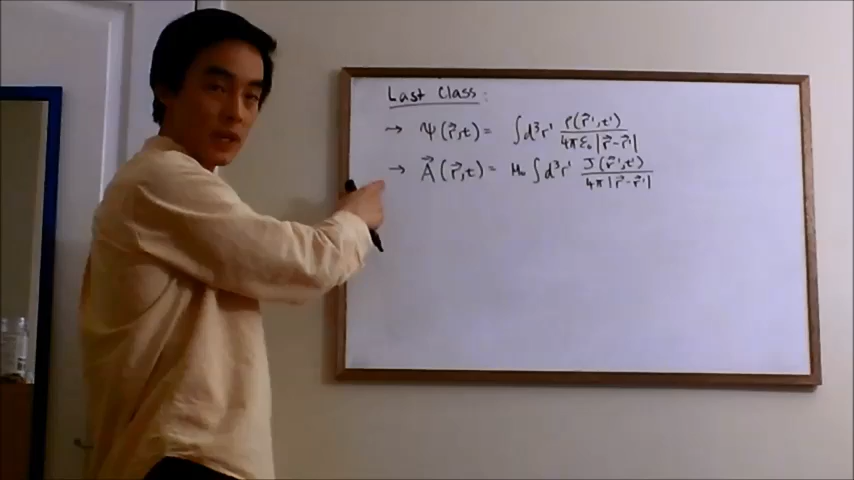 Last Class:
→ Ψ(r⃗,t) = ∫d³r' ρ(r⃗',t') / 4πε₀|r⃗-r⃗'|
→ A⃗(r⃗,t) = μ₀ ∫d³r' J(r⃗',t') / 4π|r⃗-r⃗'|